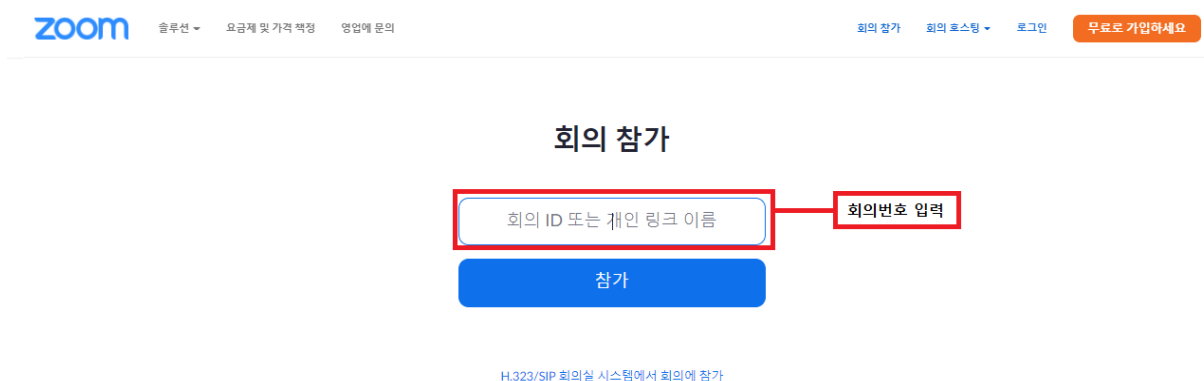 zoom 솔루션 요금제 및 가격 책정 영업에 문의 회의 참가 회의 호스팅 로그인 무료로 가입하세요
회의 참가
회의 ID 또는 개인 링크 이름
회의번호 입력
참가
H.323/SIP 회의실 시스템에서 회의에 참가